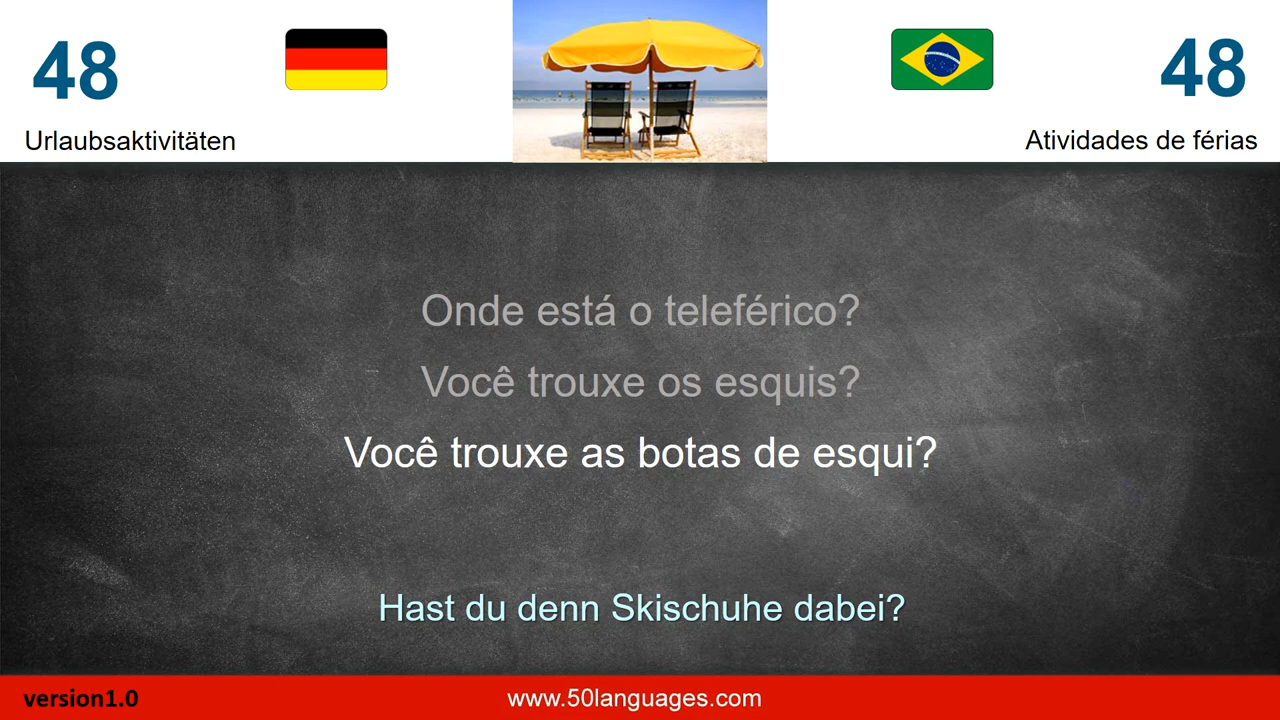 48
48
Urlaubsaktivitäten
Atividades de férias
Onde está o teleférico?
Você trouxe os esquis?
Você trouxe as botas de esqui?
Hast du denn Skischuhe dabei?
version1.0
www.50languages.com